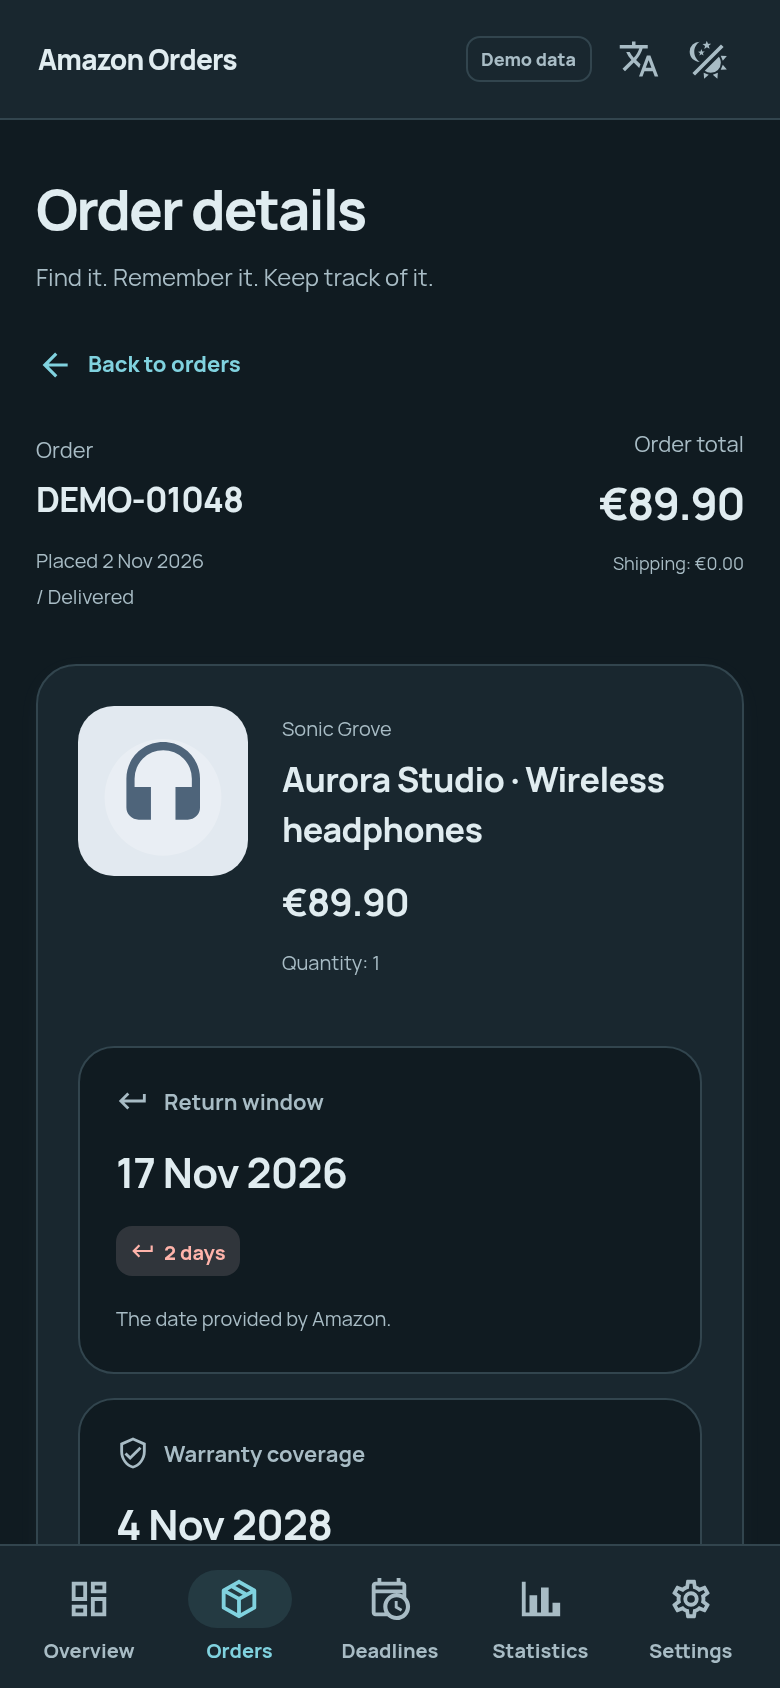 Amazon Orders
Demo data
Order details
Find it. Remember it. Keep track of it.
Back to orders
Order
DEMO-01048
Placed 2 Nov 2026
/ Delivered
Order total
€89.90
Shipping: €0.00
Sonic Grove
Aurora Studio · Wireless
headphones
€89.90
Quantity: 1
Return window
17 Nov 2026
2 days
The date provided by Amazon.
Warranty coverage
4 Nov 2028
Overview
Orders
Deadlines
Statistics
Settings